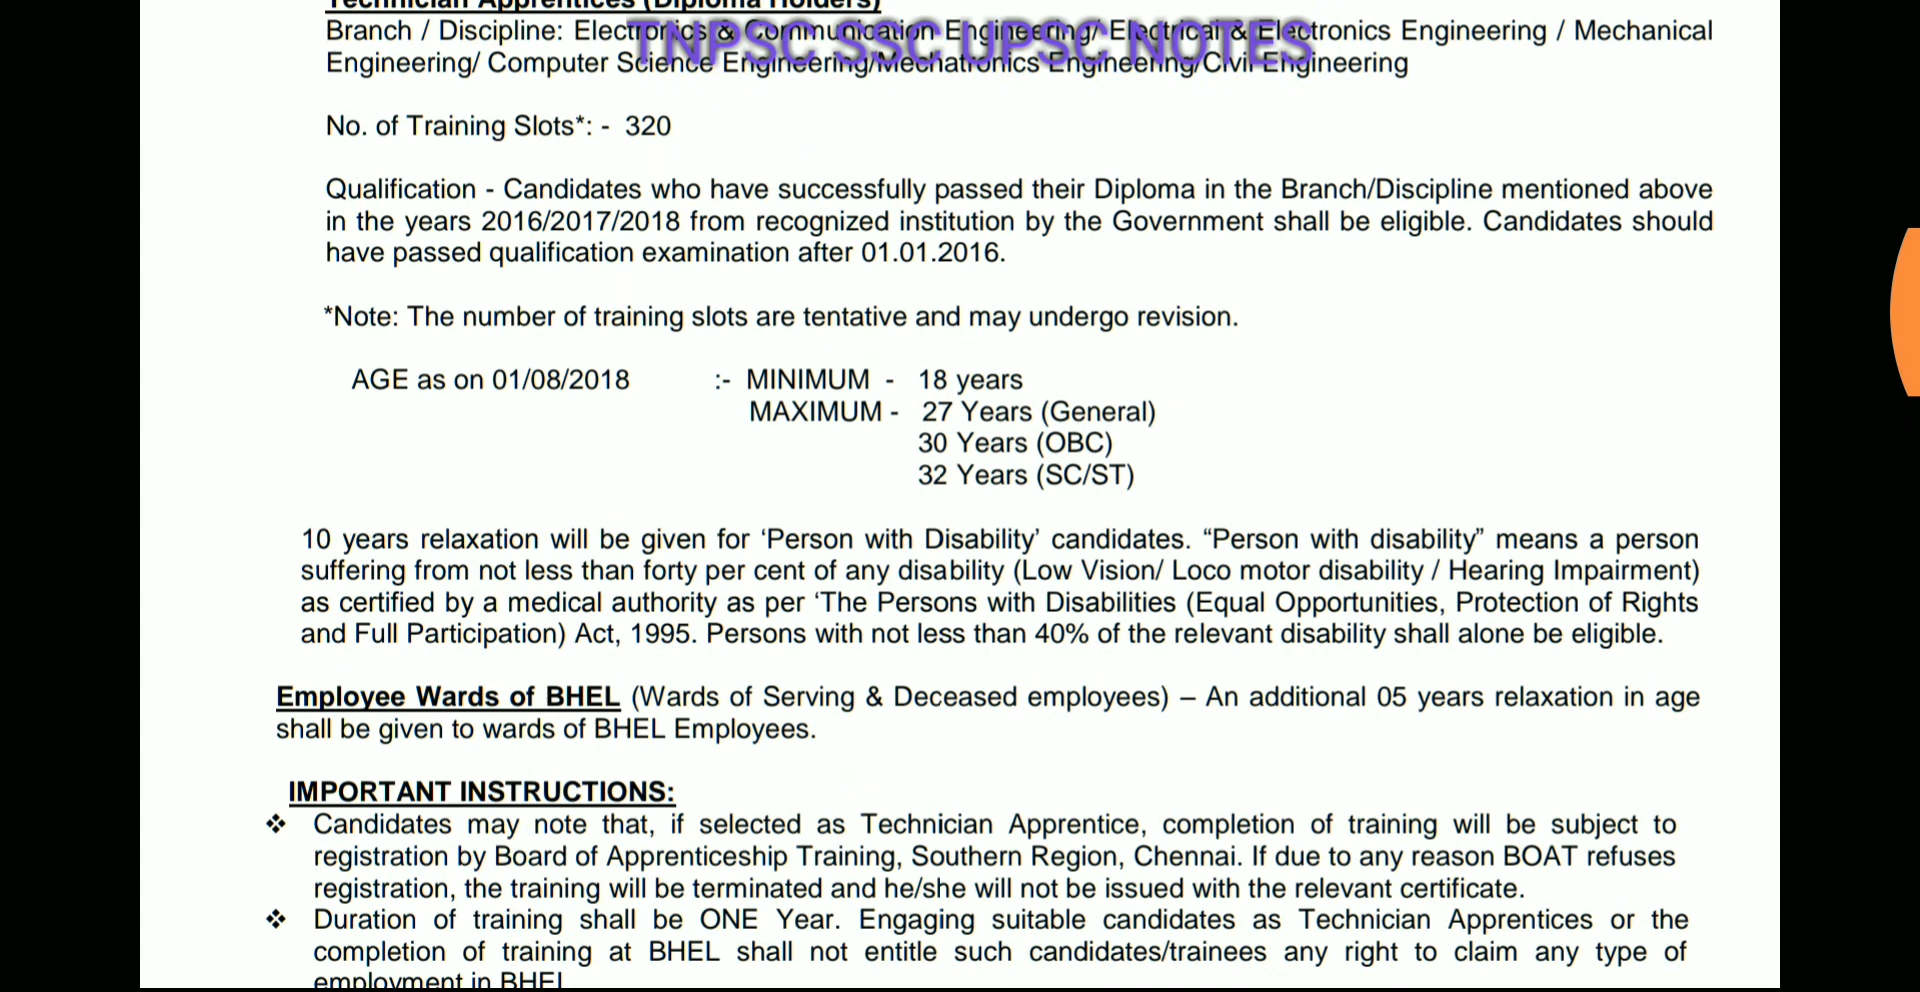 Technician Apprentices (Diploma Holders)
TNPSC SSC UPSC NOTES
Branch / Discipline: Electronics & Communication Engineering/ Electrical & Electronics Engineering / Mechanical
Engineering/ Computer Science Engineering/Mechatronics Engineering/Civil Engineering
No. of Training Slots*: - 320
Qualification - Candidates who have successfully passed their Diploma in the Branch/Discipline mentioned above
in the years 2016/2017/2018 from recognized institution by the Government shall be eligible. Candidates should
have passed qualification examination after 01.01.2016.
*Note: The number of training slots are tentative and may undergo revision.
AGE as on 01/08/2018 :- MINIMUM - 18 years
MAXIMUM - 27 Years (General)
30 Years (OBC)
32 Years (SC/ST)
10 years relaxation will be given for ‘Person with Disability’ candidates. “Person with disability” means a person
suffering from not less than forty per cent of any disability (Low Vision/ Loco motor disability / Hearing Impairment)
as certified by a medical authority as per ‘The Persons with Disabilities (Equal Opportunities, Protection of Rights
and Full Participation) Act, 1995. Persons with not less than 40% of the relevant disability shall alone be eligible.
Employee Wards of BHEL (Wards of Serving & Deceased employees) – An additional 05 years relaxation in age
shall be given to wards of BHEL Employees.
IMPORTANT INSTRUCTIONS:
❖ Candidates may note that, if selected as Technician Apprentice, completion of training will be subject to
registration by Board of Apprenticeship Training, Southern Region, Chennai. If due to any reason BOAT refuses
registration, the training will be terminated and he/she will not be issued with the relevant certificate.
❖ Duration of training shall be ONE Year. Engaging suitable candidates as Technician Apprentices or the
completion of training at BHEL shall not entitle such candidates/trainees any right to claim any type of
employment in BHEL